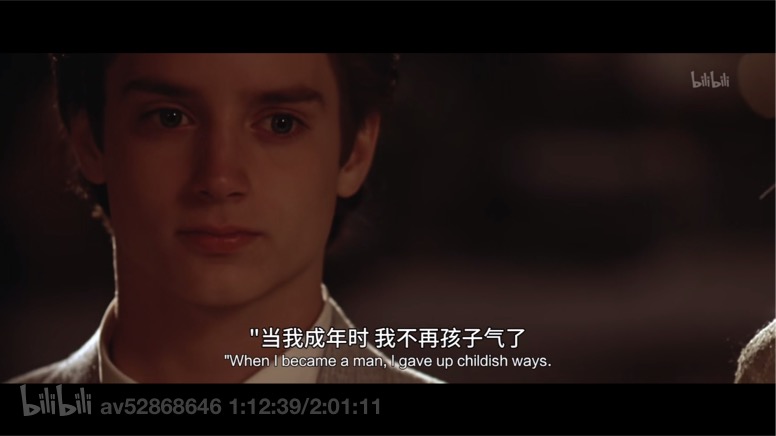 bilibili
"当我成年时 我不再孩子气了
"When I became a man, I gave up childish ways.
bilibili av52868646 1:12:39/2:01:11